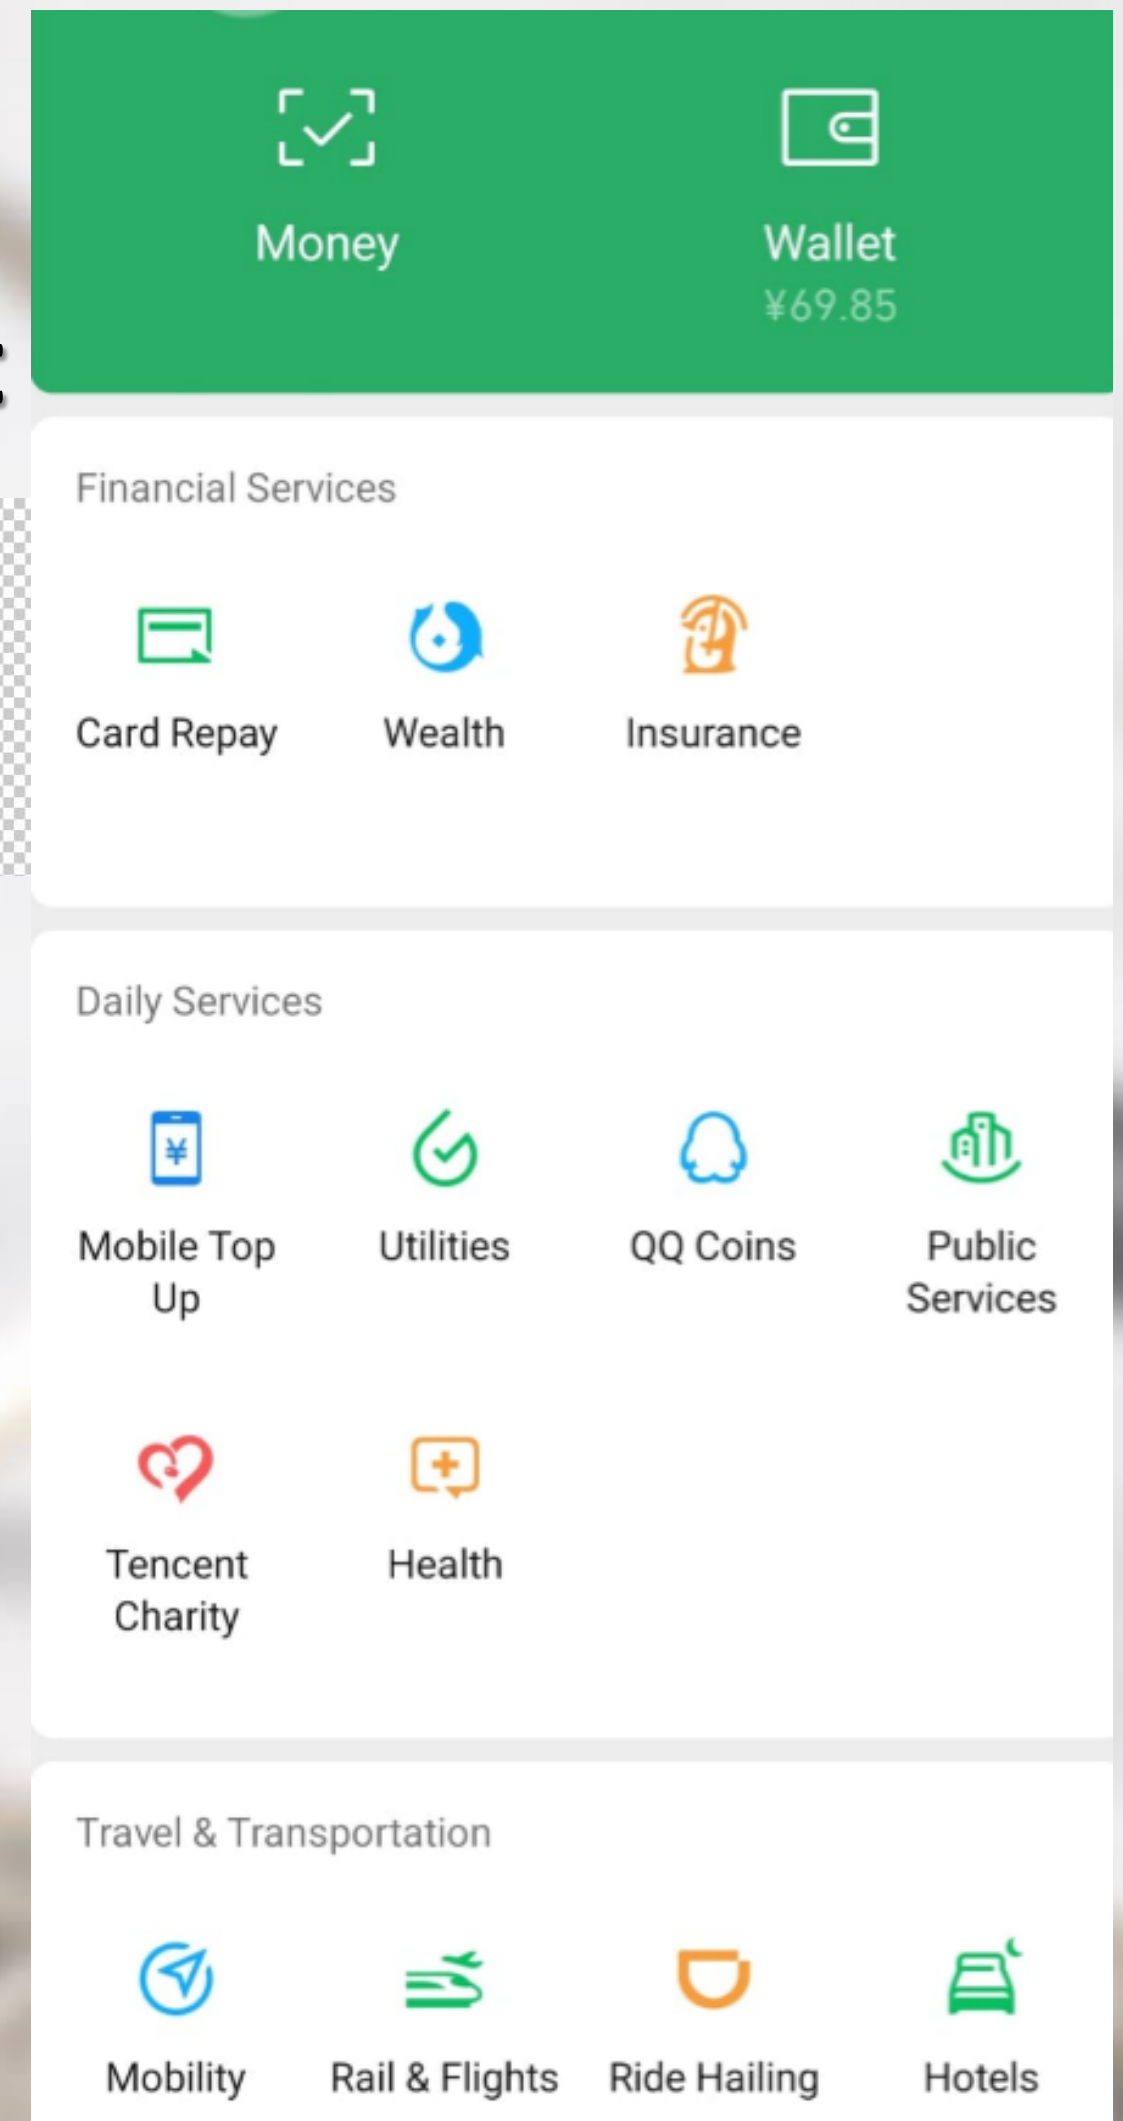 Money
Wallet
¥69.85
Financial Services
Card Repay
Wealth
Insurance
Daily Services
Mobile Top
Up
Utilities
QQ Coins
Public
Services
Tencent
Charity
Health
Travel & Transportation
Mobility
Rail & Flights
Ride Hailing
Hotels